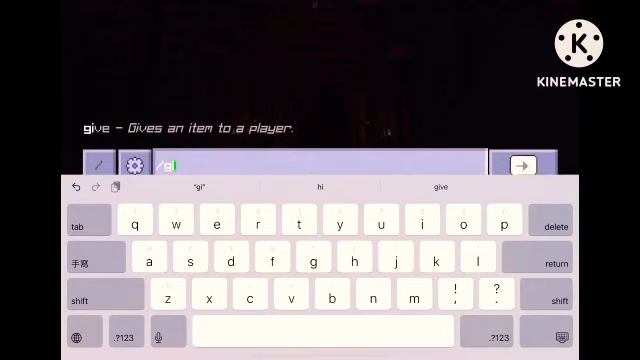 K
KINEMASTER
give – Gives an item to a player.
/gi
"gi" hi give
tab q w e r t y u i o p delete
手寫 a s d f g h j k l return
shift z x c v b n m ! , ? . shift
.?123 .?123